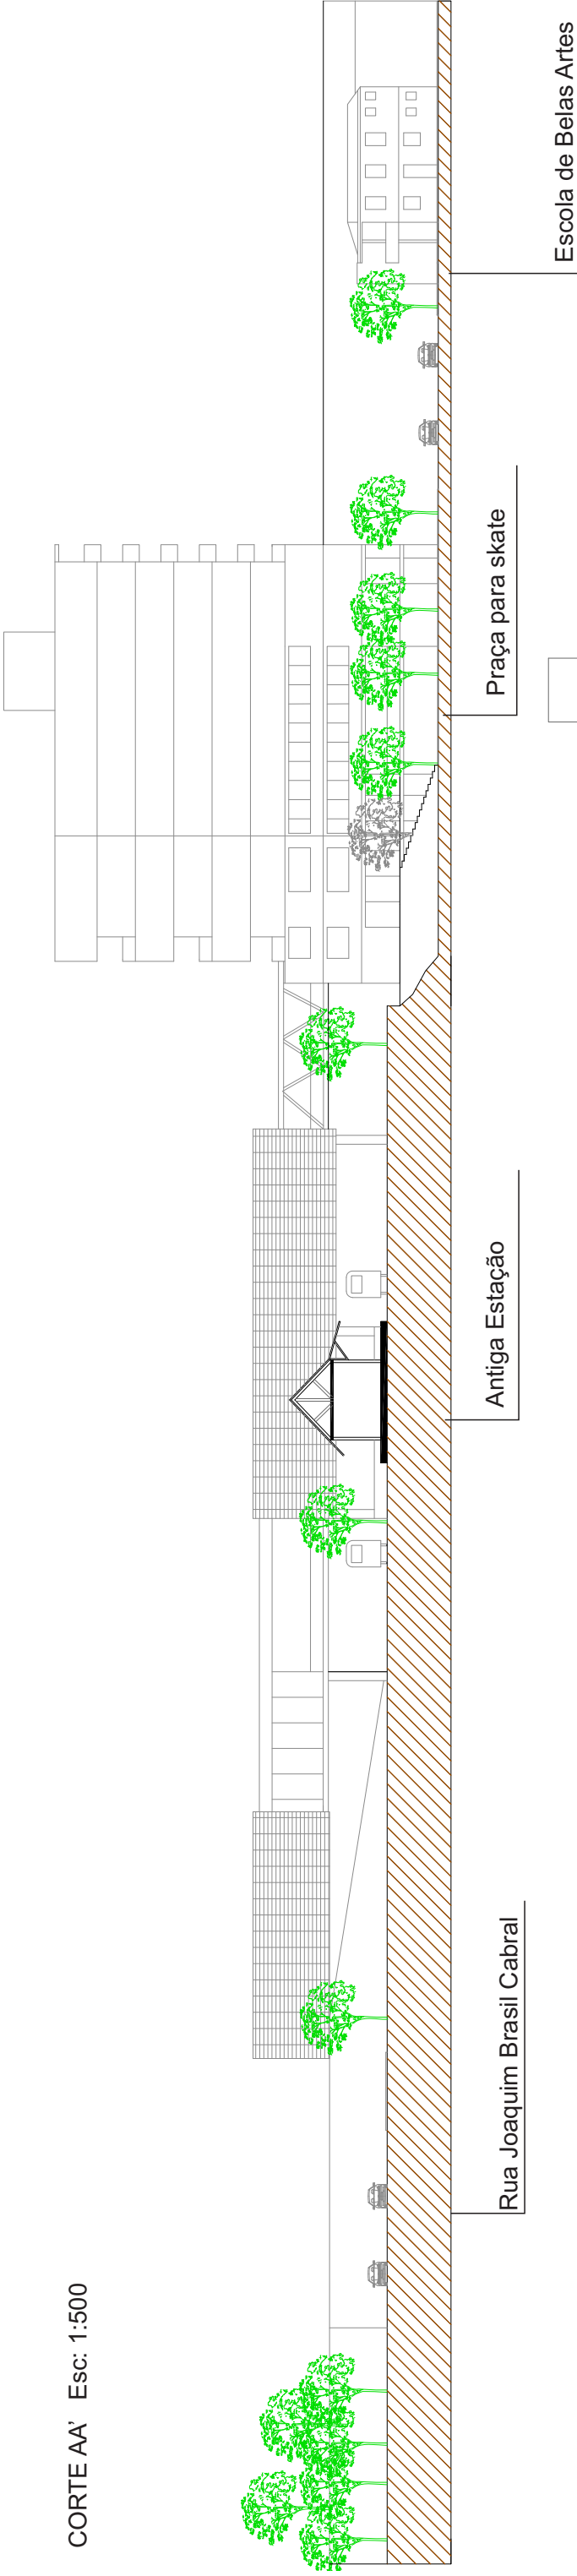 CORTE AA' Esc: 1:500
Rua Joaquim Brasil Cabral
Antiga Estação
Praça para skate
Escola de Belas Artes